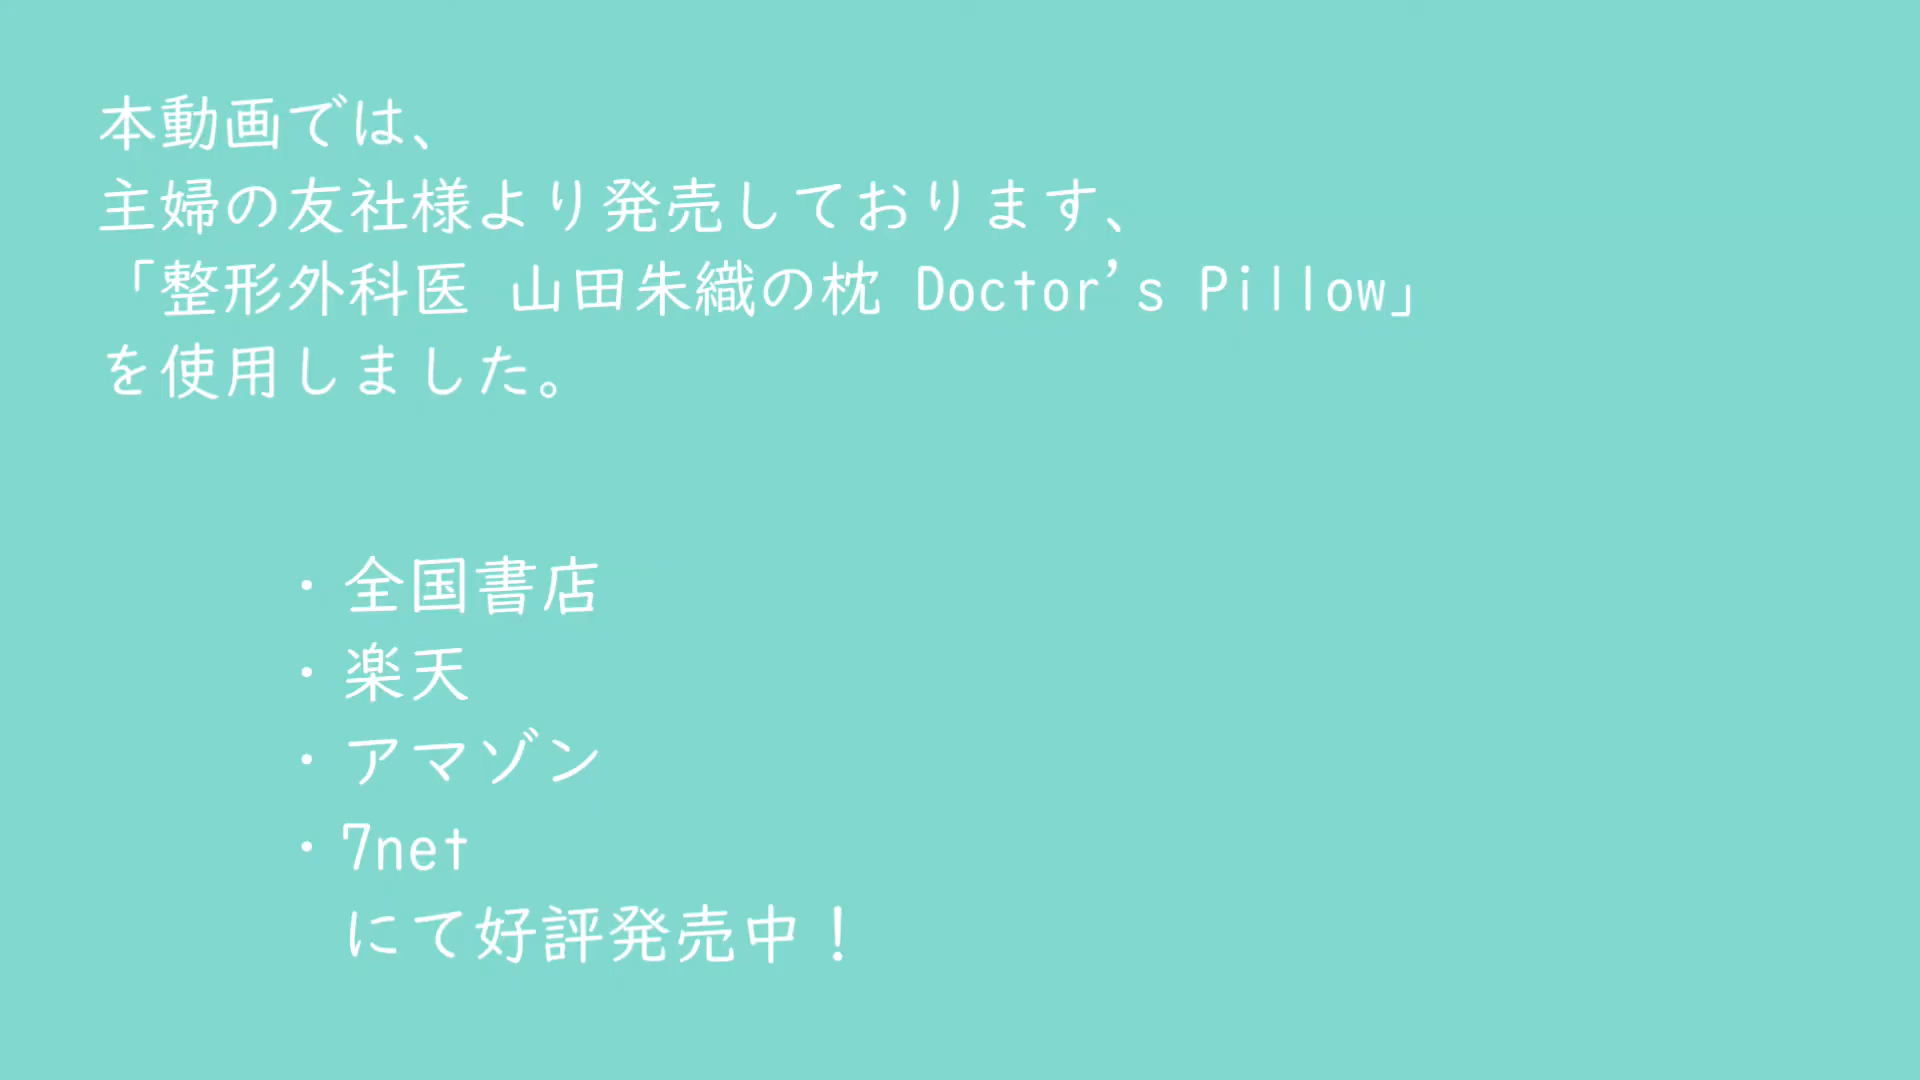 本動画では、
主婦の友社様より発売しております、
「整形外科医 山田朱織の枕 Doctor’s Pillow」
を使用しました。
・全国書店
・楽天
・アマゾン
・7net
にて好評発売中！